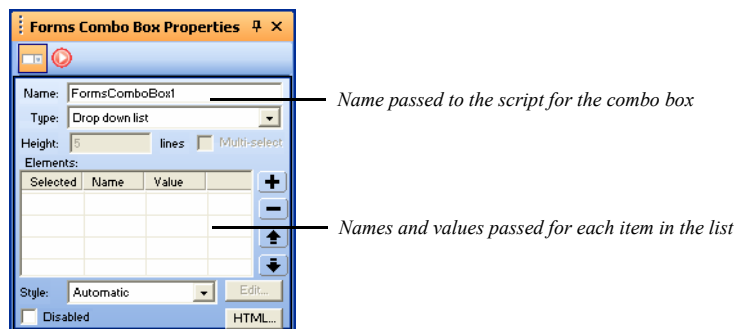 Forms Combo Box Properties
Name: FormsComboBox1
Name passed to the script for the combo box
Type: Drop down list
Height: 5 lines Multi-select
Elements:
Selected Name Value
Names and values passed for each item in the list
Style: Automatic Edit...
Disabled HTML...